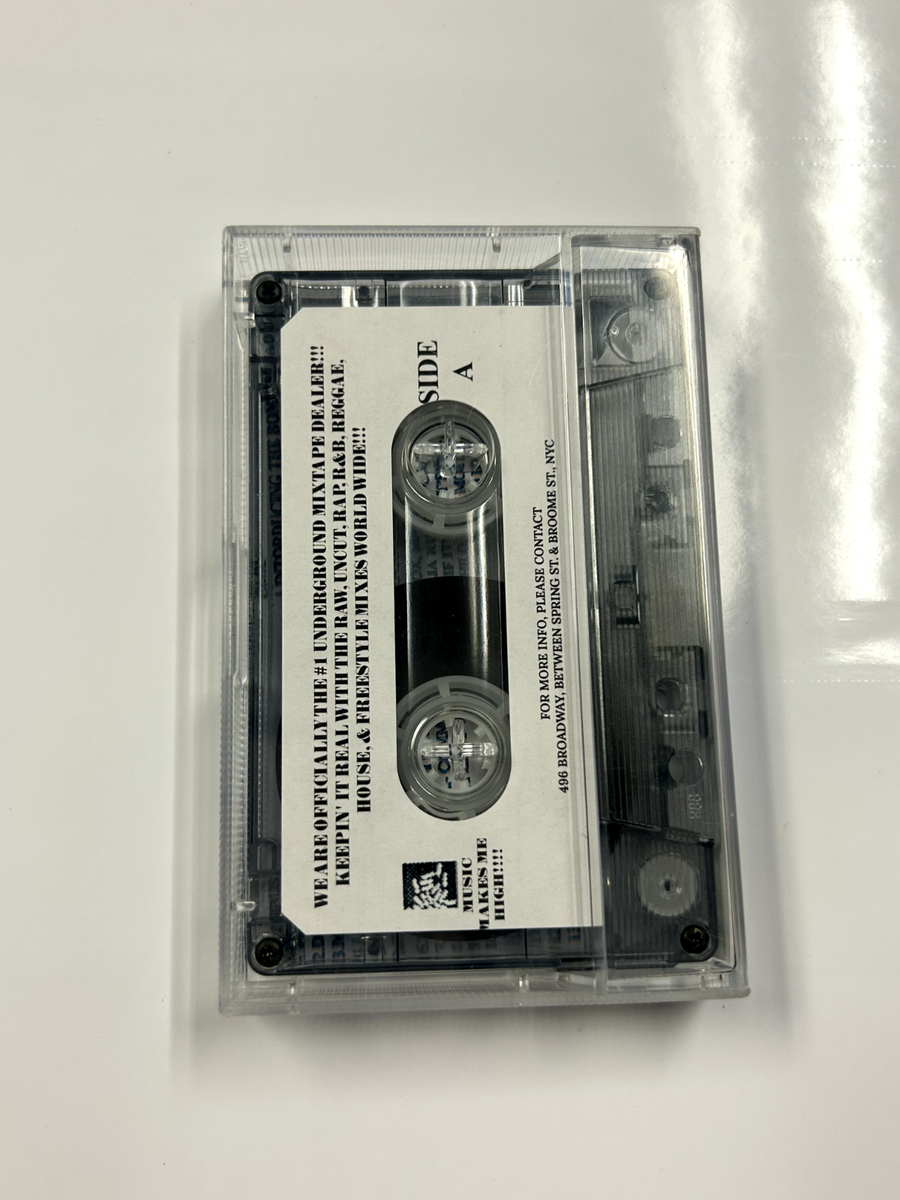 WE ARE OFFICIALLY THE #1 UNDERGROUND MIXTAPE DEALER!!!
KEEPIN' IT REAL WITH THE RAW, UNCUT, RAP, R&B, REGGAE,
HOUSE, & FREESTYLE MIXES WORLD WIDE!!!
SIDE
A
MUSIC
MAKES ME
HIGH!!!!
FOR MORE INFO, PLEASE CONTACT
496 BROADWAY, BETWEEN SPRING ST. & BROOME ST., NYC